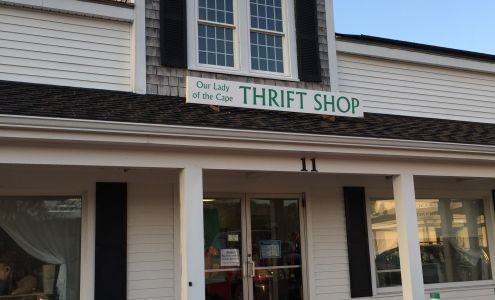 Our Lady
of the Cape
THRIFT SHOP
11